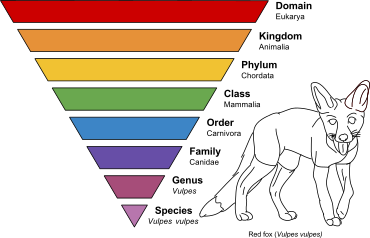 Domain
Eukarya
Kingdom
Animalia
Phylum
Chordata
Class
Mammalia
Order
Carnivora
Family
Canidae
Genus
Vulpes
Species
Vulpes vulpes
Red fox (Vulpes vulpes)